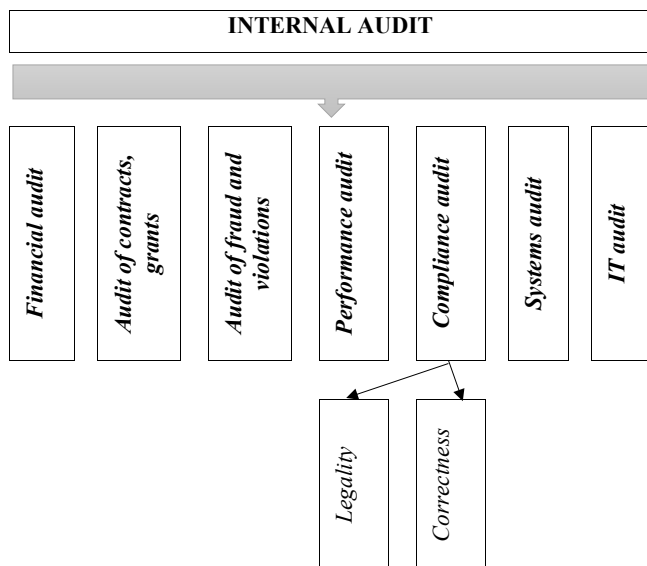 INTERNAL AUDIT
Financial audit
Audit of contracts,
grants
Audit of fraud and
violations
Performance audit
Compliance audit
Systems audit
IT audit
Legality
Correctness